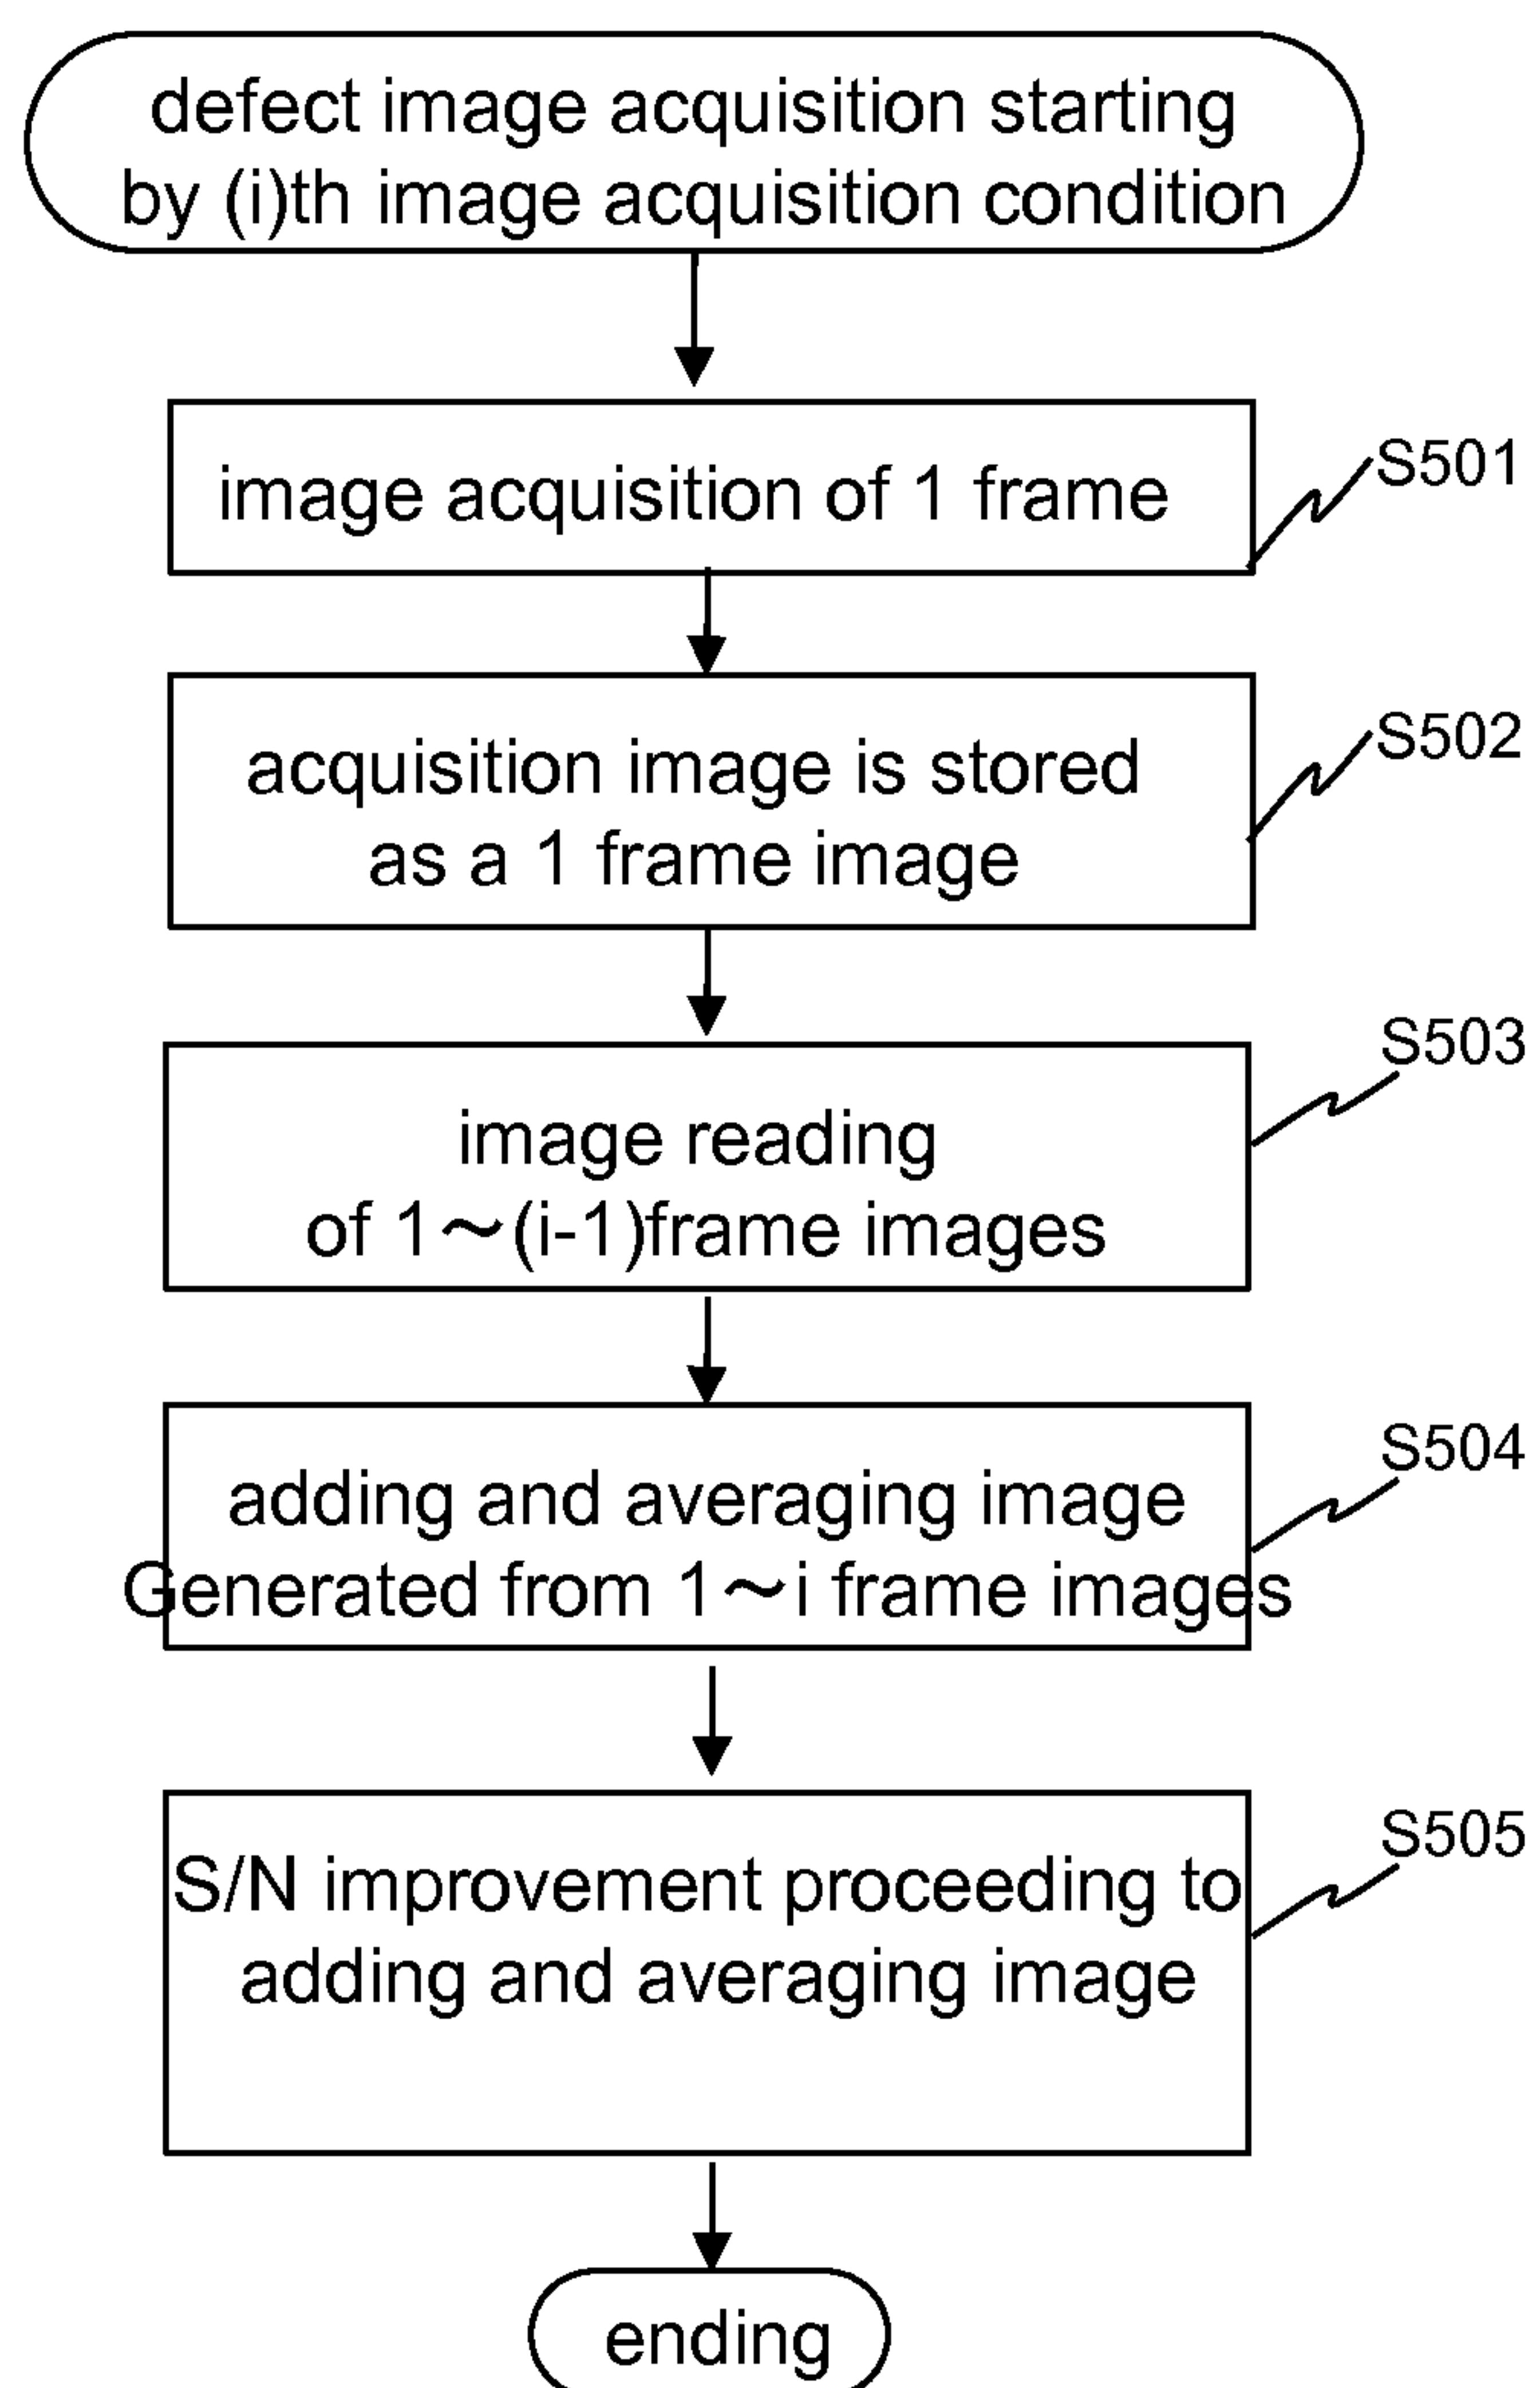 defect image acquisition starting
by (i)th image acquisition condition
image acquisition of 1 frame
S501
acquisition image is stored
as a 1 frame image
S502
image reading
of 1～(i-1)frame images
S503
adding and averaging image
Generated from 1～i frame images
S504
S/N improvement proceeding to
adding and averaging image
S505
ending